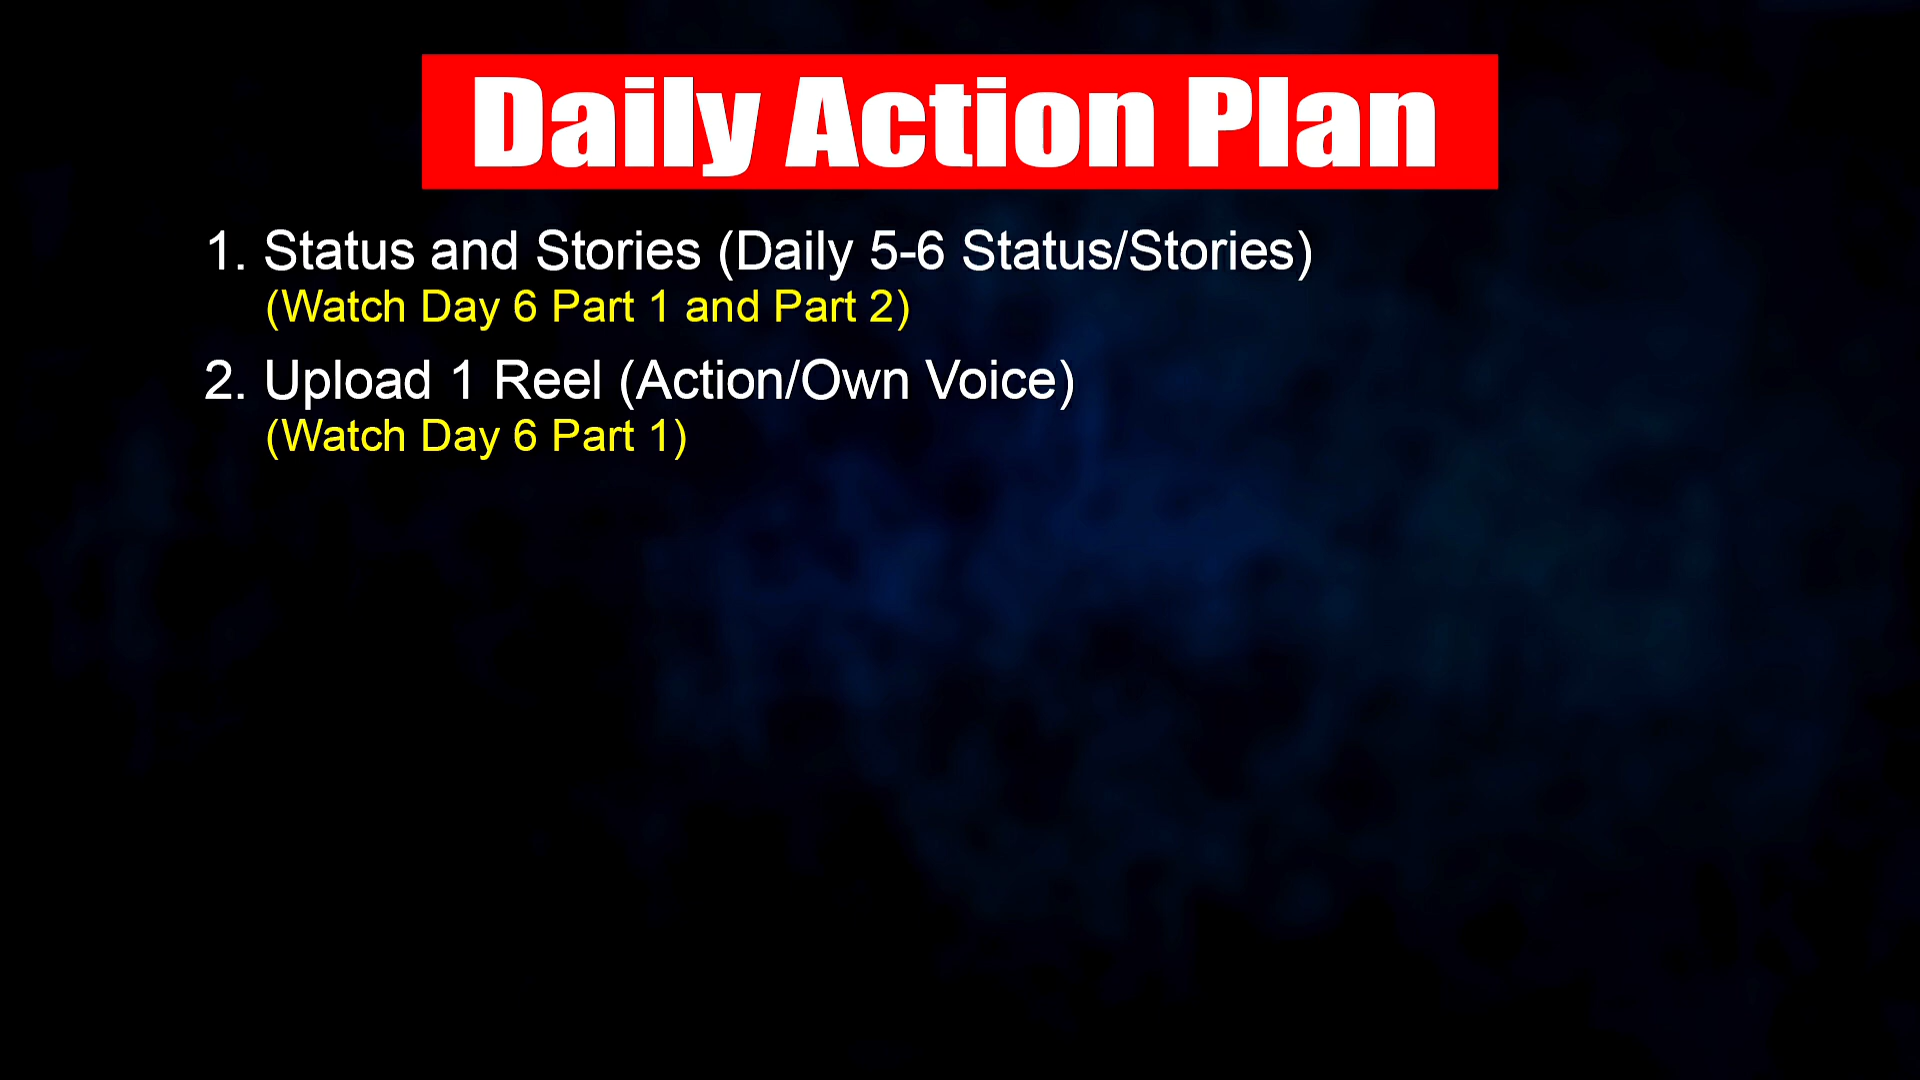 Daily Action Plan
1. Status and Stories (Daily 5-6 Status/Stories)
(Watch Day 6 Part 1 and Part 2)
2. Upload 1 Reel (Action/Own Voice)
(Watch Day 6 Part 1)